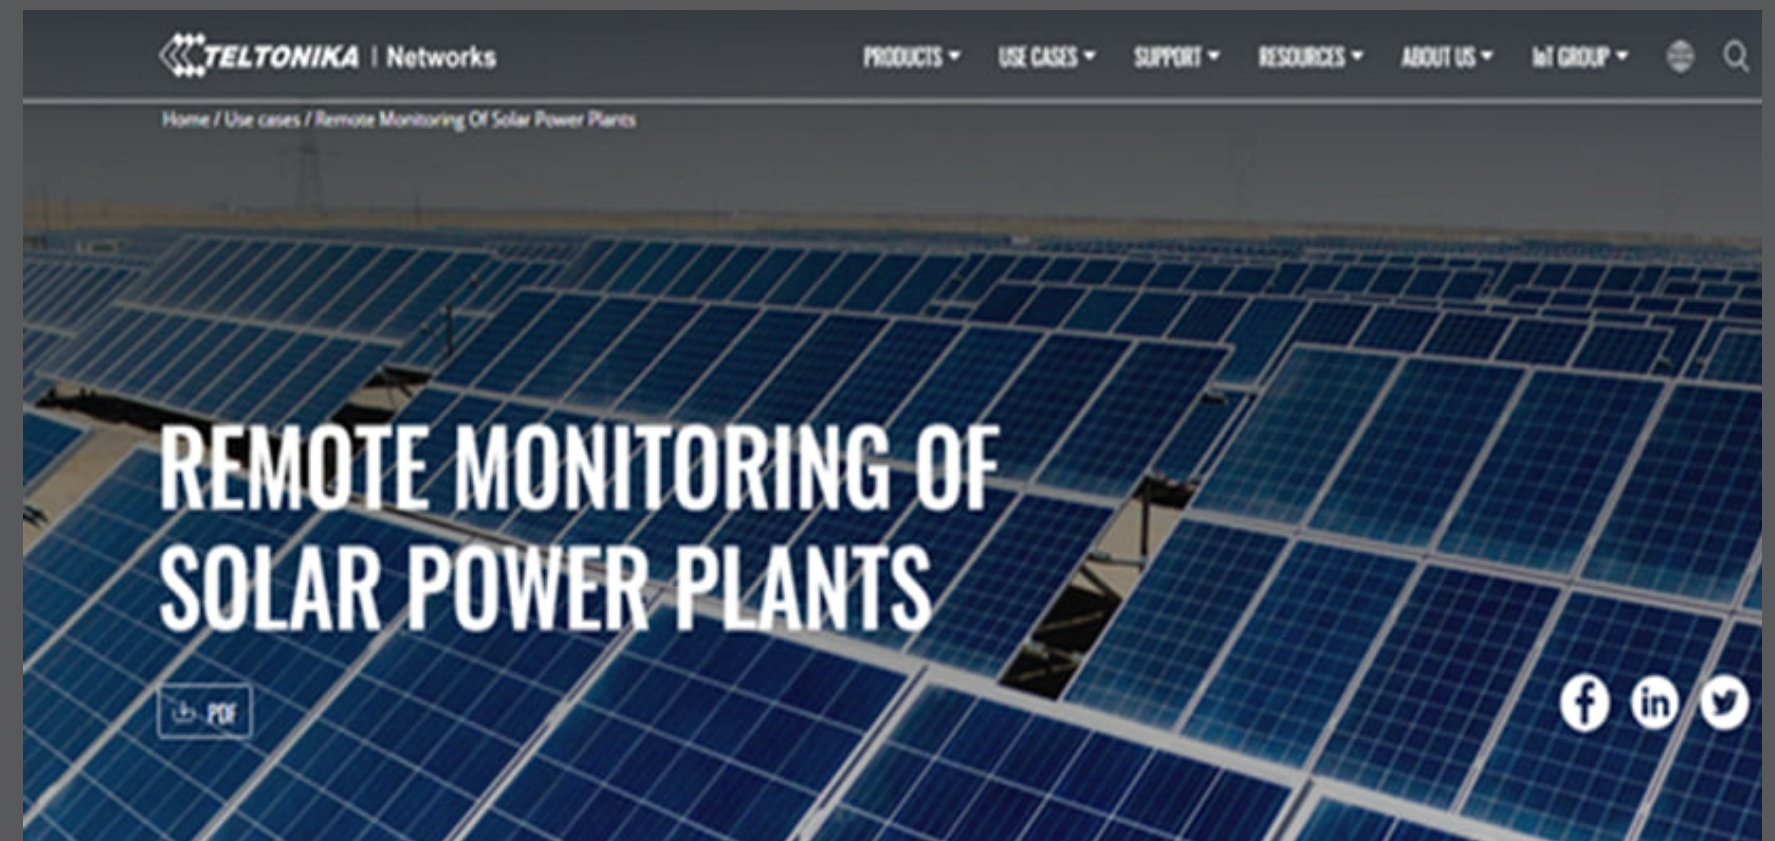 TELTONIKA | Networks
PRODUCTS USE CASES SUPPORT RESOURCES ABOUT US IoT GROUP
Home / Use cases / Remote Monitoring Of Solar Power Plants
REMOTE MONITORING OF
SOLAR POWER PLANTS
PDF
f in